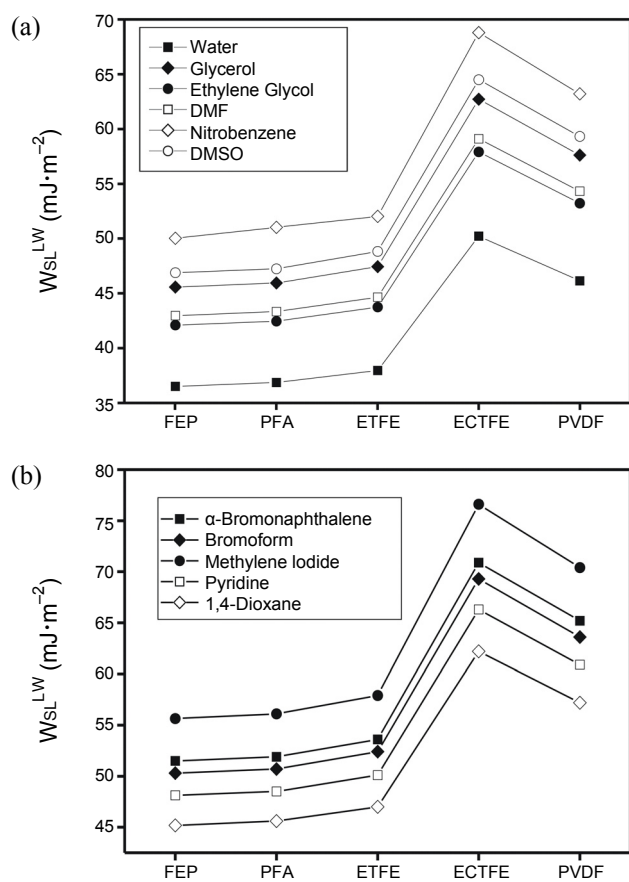 (a)
70
65
60
55
50
45
40
35
W_SL^LW (mJ·m⁻²)
Water
Glycerol
Ethylene Glycol
DMF
Nitrobenzene
DMSO
FEP PFA ETFE ECTFE PVDF
(b)
80
75
70
65
60
55
50
45
W_SL^LW (mJ·m⁻²)
α-Bromonaphthalene
Bromoform
Methylene Iodide
Pyridine
1,4-Dioxane
FEP PFA ETFE ECTFE PVDF